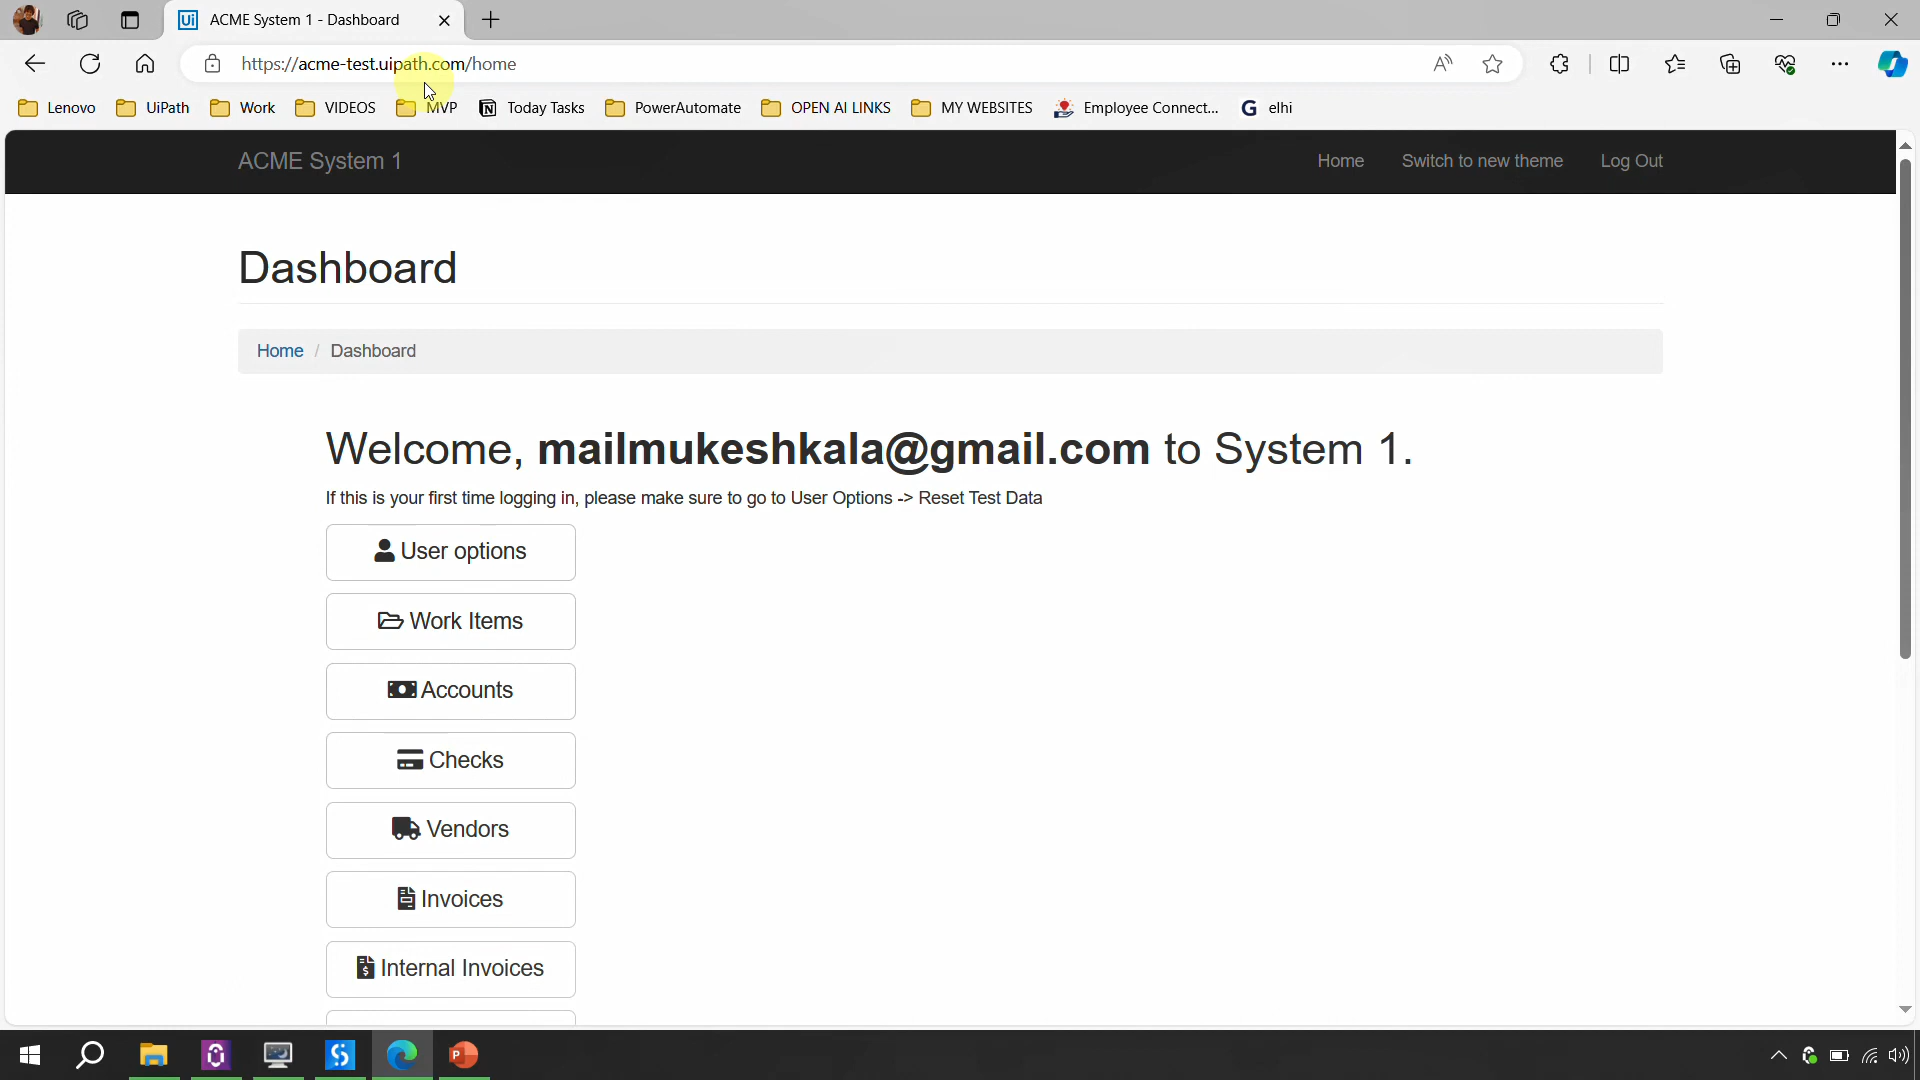 Ui ACME System 1 - Dashboard
https://acme-test.uipath.com/home
Lenovo UiPath Work VIDEOS MVP Today Tasks PowerAutomate OPEN AI LINKS MY WEBSITES Employee Connect... G elhi
ACME System 1 Home Switch to new theme Log Out
Dashboard
Home / Dashboard
Welcome, mailmukeshkala@gmail.com to System 1.
If this is your first time logging in, please make sure to go to User Options -> Reset Test Data
User options
Work Items
Accounts
Checks
Vendors
Invoices
Internal Invoices